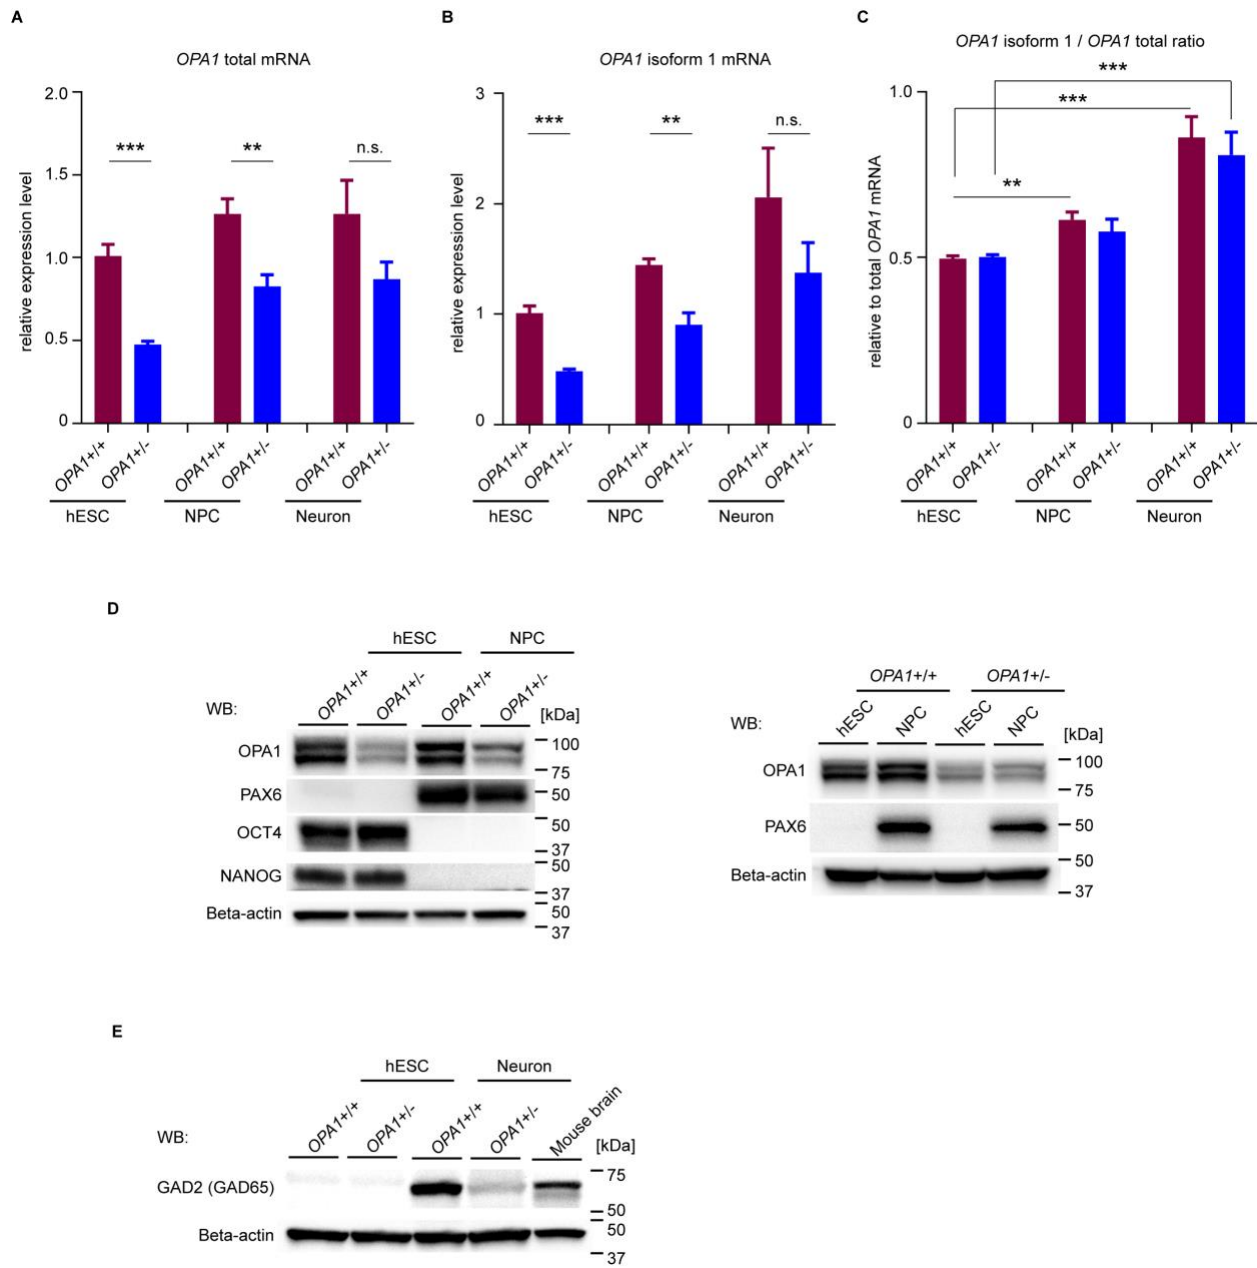 A
B
C
OPA1 total mRNA
OPA1 isoform 1 mRNA
OPA1 isoform 1 / OPA1 total ratio
relative expression level
2.0
1.5
1.0
0.5
0
***
**
n.s.
OPA1+/+
OPA1+/-
OPA1+/+
OPA1+/-
OPA1+/+
OPA1+/-
hESC
NPC
Neuron
relative expression level
3
2
1
0
***
**
n.s.
OPA1+/+
OPA1+/-
OPA1+/+
OPA1+/-
OPA1+/+
OPA1+/-
hESC
NPC
Neuron
relative to total OPA1 mRNA
1.0
0.5
0
***
***
**
OPA1+/+
OPA1+/-
OPA1+/+
OPA1+/-
OPA1+/+
OPA1+/-
hESC
NPC
Neuron
D
hESC
NPC
WB:
OPA1+/+
OPA1+/-
OPA1+/+
OPA1+/-
[kDa]
OPA1
100
75
PAX6
50
OCT4
50
37
NANOG
50
37
Beta-actin
50
37
OPA1+/+
OPA1+/-
WB:
hESC
NPC
hESC
NPC
[kDa]
OPA1
100
75
PAX6
50
Beta-actin
50
37
E
hESC
Neuron
WB:
OPA1+/+
OPA1+/-
OPA1+/+
OPA1+/-
Mouse brain
[kDa]
GAD2 (GAD65)
75
50
Beta-actin
50
37